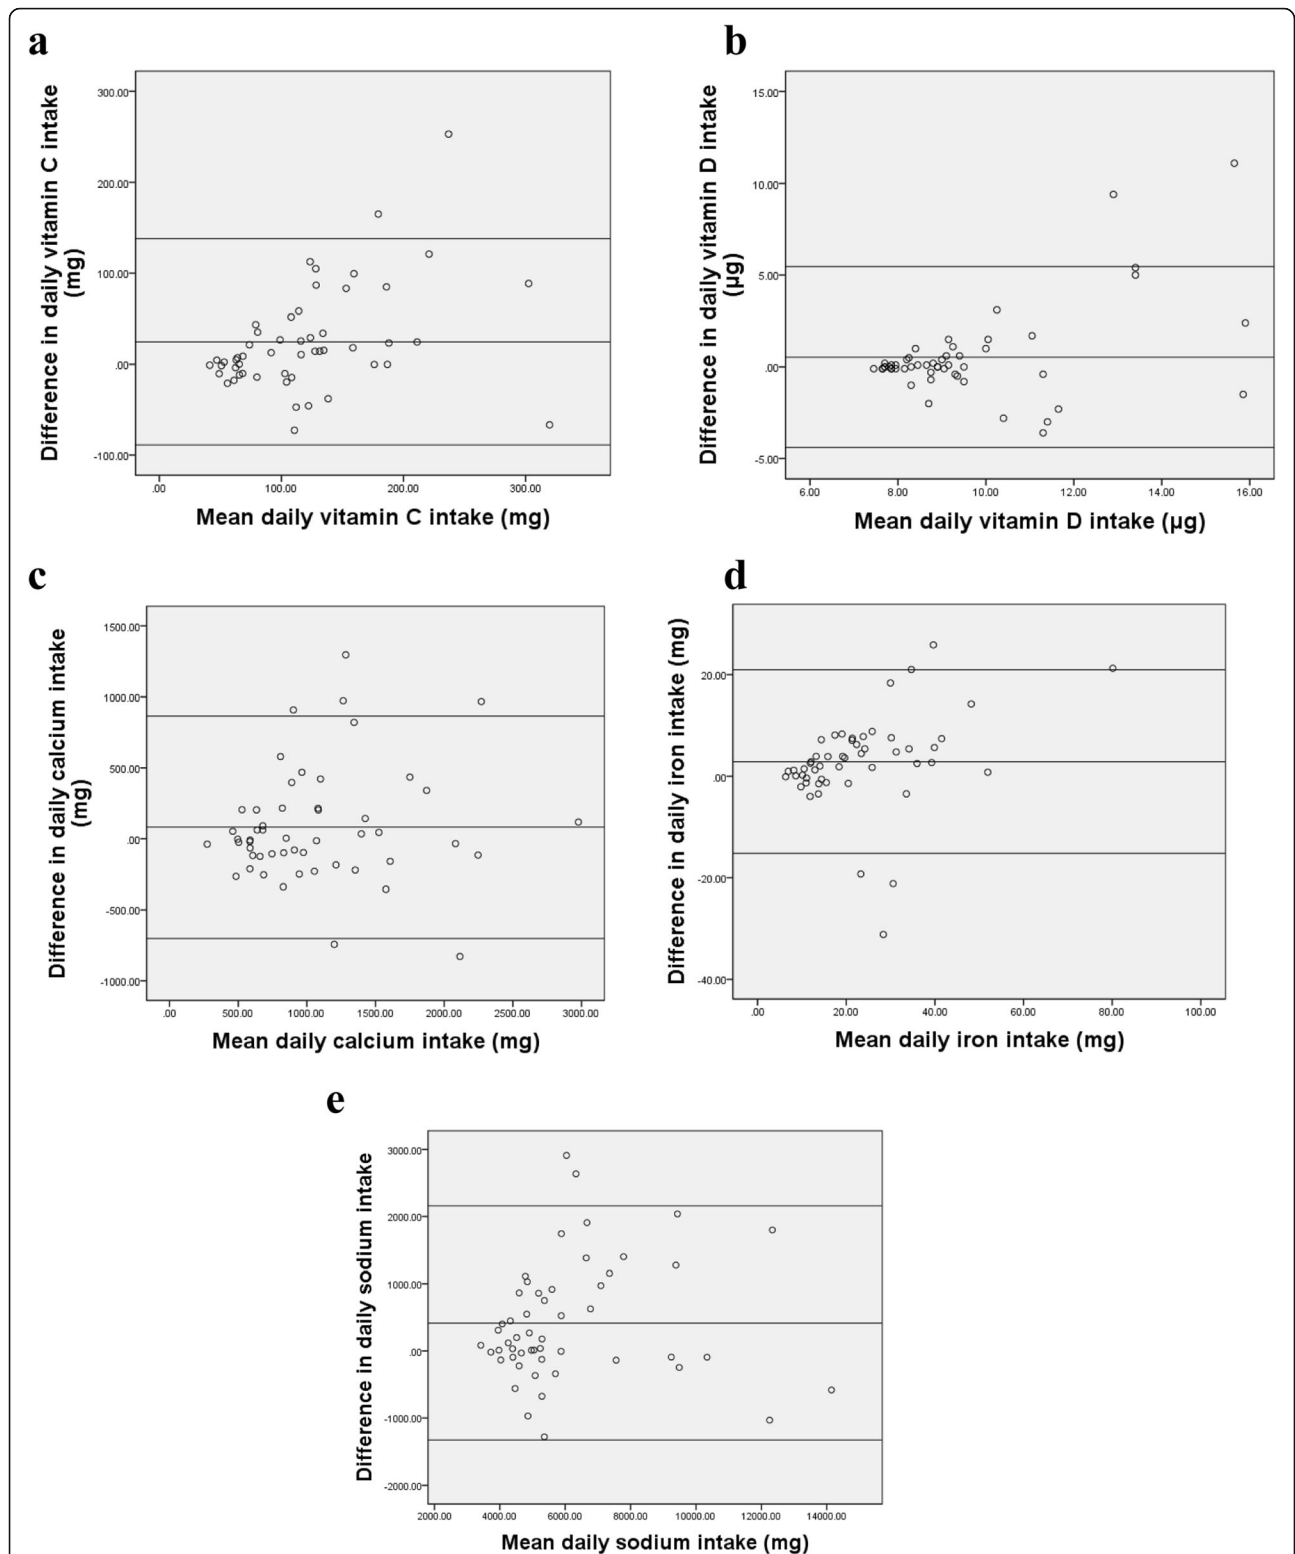 a
Difference in daily vitamin C intake
(mg)
300.00
200.00
100.00
.00
-100.00
.00 100.00 200.00 300.00
Mean daily vitamin C intake (mg)
b
Difference in daily vitamin D intake
(µg)
15.00
10.00
5.00
.00
-5.00
6.00 8.00 10.00 12.00 14.00 16.00
Mean daily vitamin D intake (µg)
c
Difference in daily calcium intake
(mg)
1500.00
1000.00
500.00
.00
-500.00
-1000.00
.00 500.00 1000.00 1500.00 2000.00 2500.00 3000.00
Mean daily calcium intake (mg)
d
Difference in daily iron intake (mg)
20.00
.00
-20.00
-40.00
.00 20.00 40.00 60.00 80.00 100.00
Mean daily iron intake (mg)
e
Difference in daily sodium intake
3000.00
2000.00
1000.00
.00
-1000.00
-2000.00
2000.00 4000.00 6000.00 8000.00 10000.00 12000.00 14000.00
Mean daily sodium intake (mg)